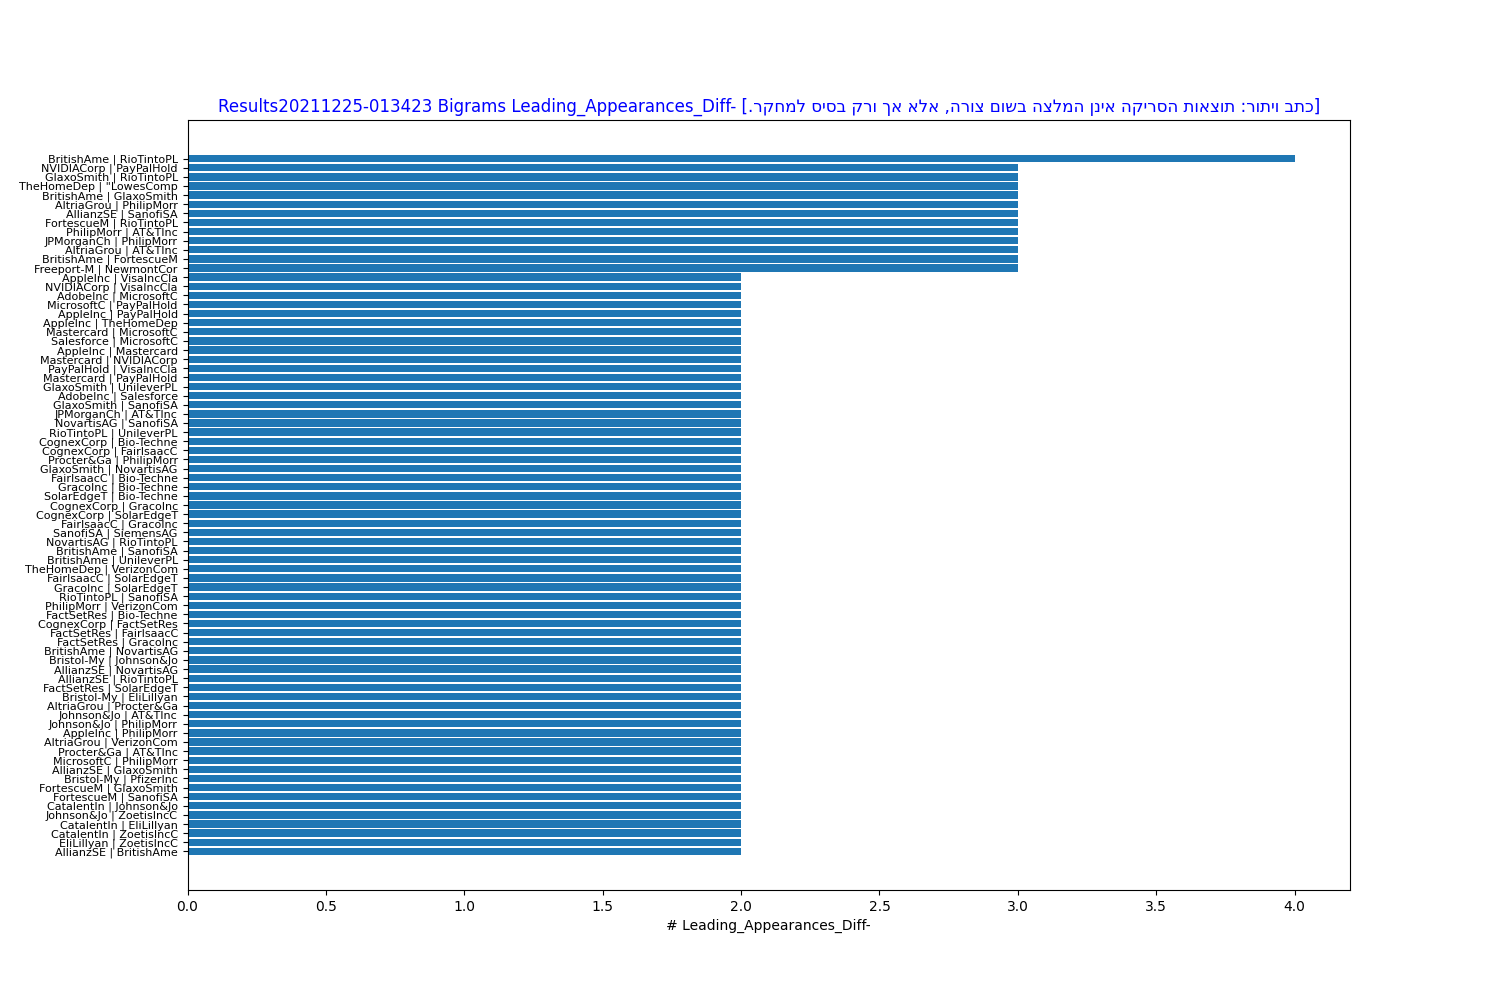 Results20211225-013423 Bigrams Leading_Appearances_Diff- [כתב ויתור: תוצאות הסריקה אינן המלצה בשום צורה, אלא אך ורק בסיס למחקר.]
BritishAme | RioTintoPL
NVIDIACorp | PayPalHold
GlaxoSmith | RioTintoPL
TheHomeDep | "LowesComp
BritishAme | GlaxoSmith
AltriaGrou | PhilipMorr
AllianzSE | SanofiSA
FortescueM | RioTintoPL
PhilipMorr | AT&TInc
JPMorganCh | PhilipMorr
AltriaGrou | AT&TInc
BritishAme | FortescueM
Freeport-M | NewmontCor
AppleInc | VisaIncCla
NVIDIACorp | VisaIncCla
AdobeInc | MicrosoftC
MicrosoftC | PayPalHold
AppleInc | PayPalHold
AppleInc | TheHomeDep
Mastercard | MicrosoftC
Salesforce | MicrosoftC
AppleInc | Mastercard
Mastercard | NVIDIACorp
PayPalHold | VisaIncCla
Mastercard | PayPalHold
GlaxoSmith | UnileverPL
AdobeInc | Salesforce
GlaxoSmith | SanofiSA
JPMorganCh | AT&TInc
NovartisAG | SanofiSA
RioTintoPL | UnileverPL
CognexCorp | Bio-Techne
CognexCorp | FairIsaacC
Procter&Ga | PhilipMorr
GlaxoSmith | NovartisAG
FairIsaacC | Bio-Techne
GracoInc | Bio-Techne
SolarEdgeT | Bio-Techne
CognexCorp | GracoInc
CognexCorp | SolarEdgeT
FairIsaacC | GracoInc
SanofiSA | SiemensAG
NovartisAG | RioTintoPL
BritishAme | SanofiSA
BritishAme | UnileverPL
TheHomeDep | VerizonCom
FairIsaacC | SolarEdgeT
GracoInc | SolarEdgeT
RioTintoPL | SanofiSA
PhilipMorr | VerizonCom
FactSetRes | Bio-Techne
CognexCorp | FactSetRes
FactSetRes | FairIsaacC
FactSetRes | GracoInc
BritishAme | NovartisAG
Bristol-My | Johnson&Jo
AllianzSE | NovartisAG
AllianzSE | RioTintoPL
FactSetRes | SolarEdgeT
Bristol-My | EliLillyan
AltriaGrou | Procter&Ga
Johnson&Jo | AT&TInc
Johnson&Jo | PhilipMorr
AppleInc | PhilipMorr
AltriaGrou | VerizonCom
Procter&Ga | AT&TInc
MicrosoftC | PhilipMorr
AllianzSE | GlaxoSmith
Bristol-My | PfizerInc
FortescueM | GlaxoSmith
FortescueM | SanofiSA
CatalentIn | Johnson&Jo
Johnson&Jo | ZoetisIncC
CatalentIn | EliLillyan
CatalentIn | ZoetisIncC
EliLillyan | ZoetisIncC
AllianzSE | BritishAme
0.0 0.5 1.0 1.5 2.0 2.5 3.0 3.5 4.0
# Leading_Appearances_Diff-